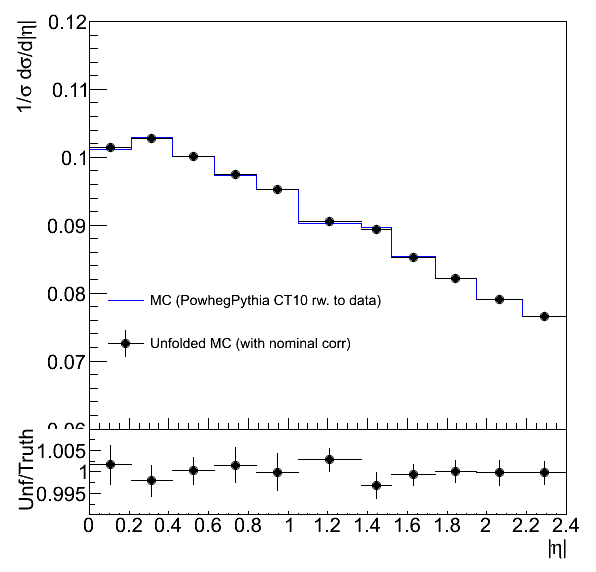 1/σ dσ/d|η|
0.12
0.11
0.1
0.09
0.08
0.07
0.06
MC (PowhegPythia CT10 rw. to data)
Unfolded MC (with nominal corr)
Unf/Truth
1.005
1
0.995
0 0.2 0.4 0.6 0.8 1 1.2 1.4 1.6 1.8 2 2.2 2.4
|η|